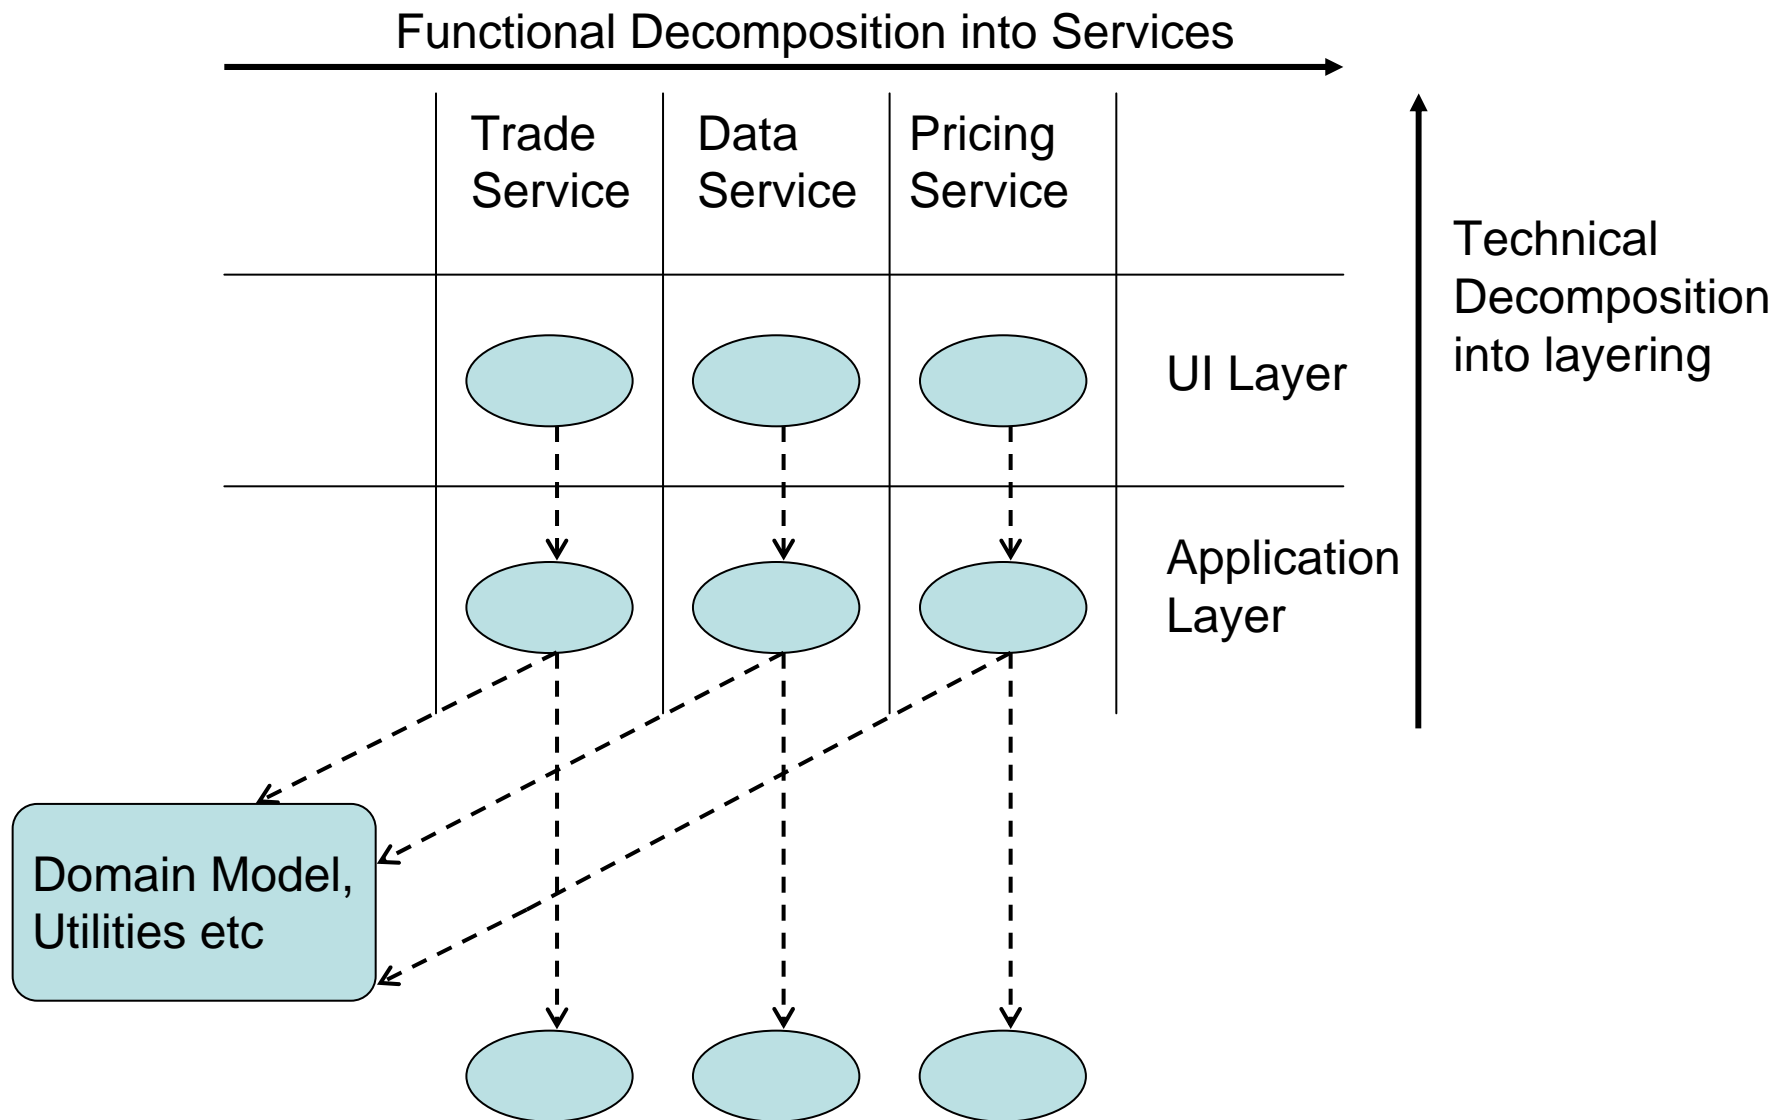 Functional Decomposition into Services
Trade
Service
Data
Service
Pricing
Service
Technical
Decomposition
into layering
UI Layer
Application
Layer
Domain Model,
Utilities etc